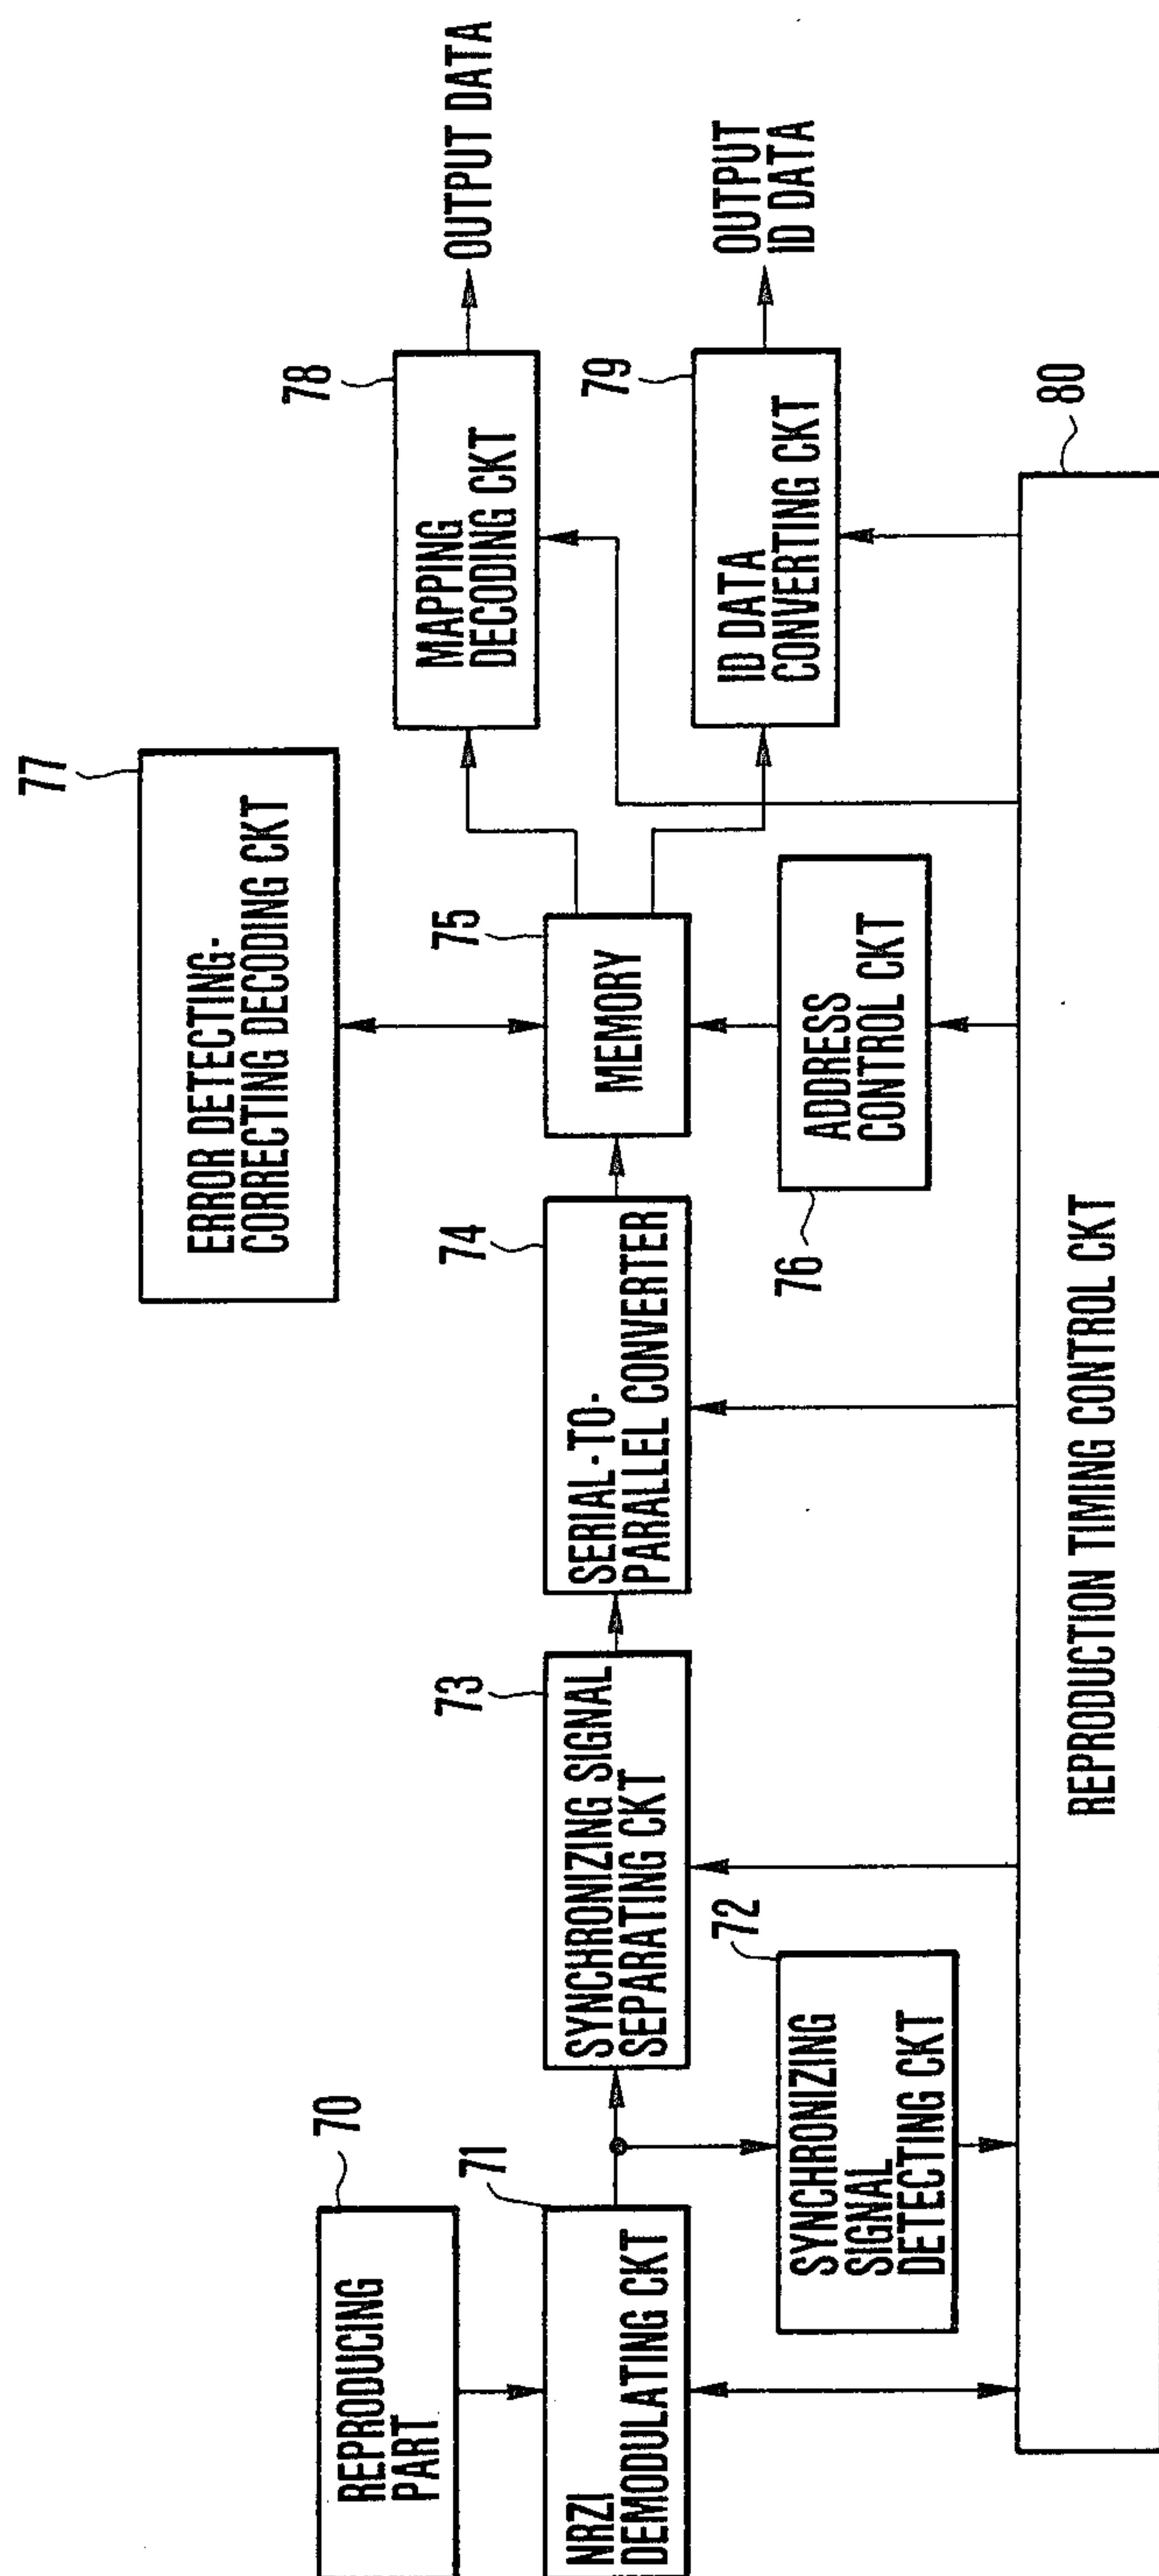 70
REPRODUCING
PART
71
NRZI
DEMODULATING CKT
72
SYNCHRONIZING
SIGNAL
DETECTING CKT
73
SYNCHRONIZING SIGNAL
SEPARATING CKT
74
SERIAL-TO-
PARALLEL CONVERTER
75
MEMORY
76
ADDRESS
CONTROL CKT
77
ERROR DETECTING-
CORRECTING DECODING CKT
78
MAPPING
DECODING CKT
OUTPUT DATA
79
ID DATA
CONVERTING CKT
OUTPUT
ID DATA
80
REPRODUCTION TIMING CONTROL CKT